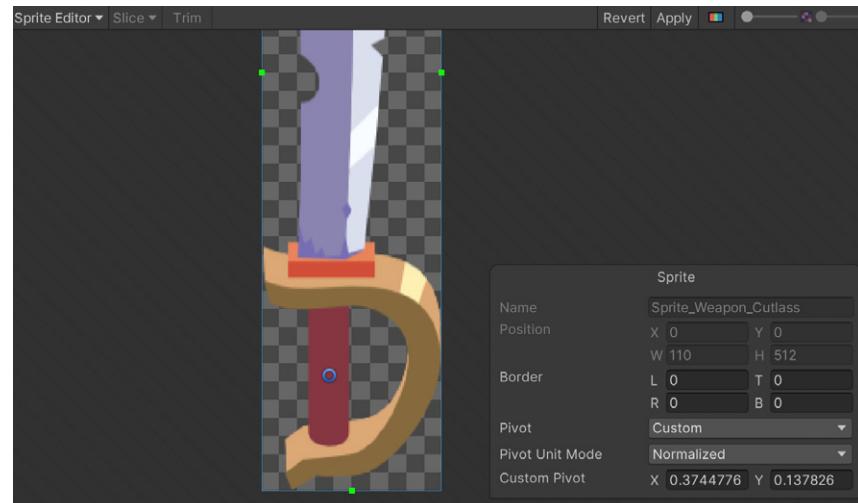 Sprite Editor Slice Trim Revert Apply
Sprite
Name Sprite_Weapon_Cutlass
Position X 0 Y 0
W 110 H 512
Border L 0 T 0
R 0 B 0
Pivot Custom
Pivot Unit Mode Normalized
Custom Pivot X 0.3744776 Y 0.137826